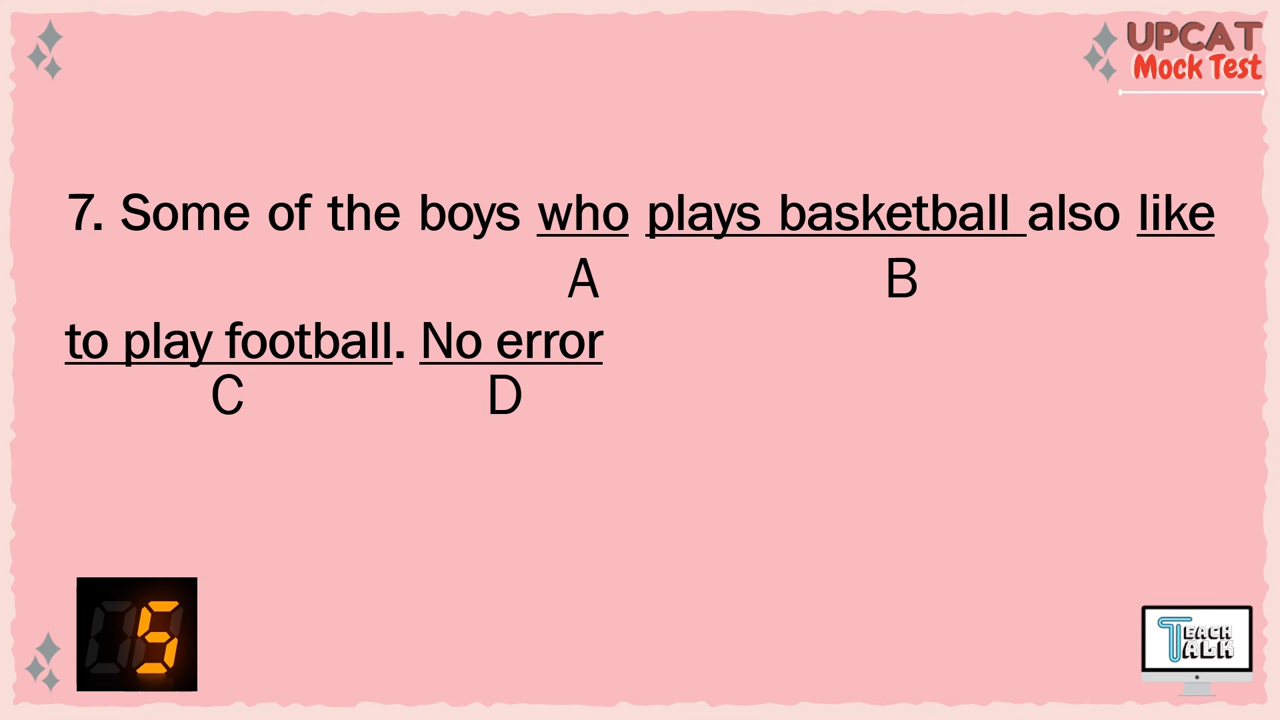 UPCAT
Mock Test
7. Some of the boys who plays basketball also like
A B
to play football. No error
C D
5
TEACH
TALK